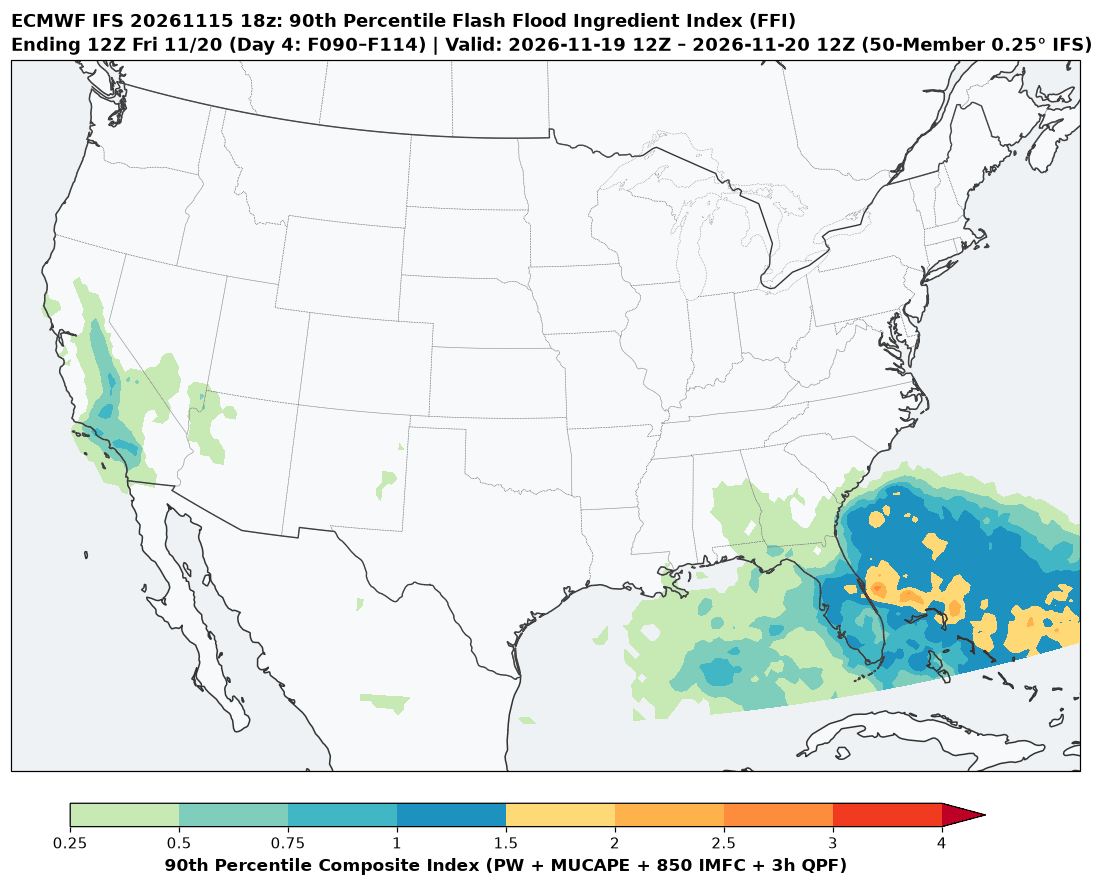 ECMWF IFS 20261115 18z: 90th Percentile Flash Flood Ingredient Index (FFI)
Ending 12Z Fri 11/20 (Day 4: F090–F114) | Valid: 2026-11-19 12Z – 2026-11-20 12Z (50-Member 0.25° IFS)
0.25 0.5 0.75 1 1.5 2 2.5 3 4
90th Percentile Composite Index (PW + MUCAPE + 850 IMFC + 3h QPF)